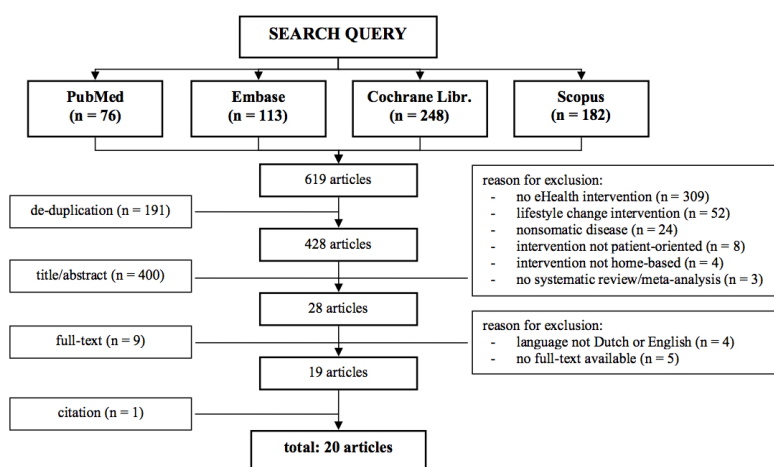 SEARCH QUERY
PubMed
(n = 76)
Embase
(n = 113)
Cochrane Libr.
(n = 248)
Scopus
(n = 182)
619 articles
de-duplication (n = 191)
428 articles
title/abstract (n = 400)
reason for exclusion:
- no eHealth intervention (n = 309)
- lifestyle change intervention (n = 52)
- nonsomatic disease (n = 24)
- intervention not patient-oriented (n = 8)
- intervention not home-based (n = 4)
- no systematic review/meta-analysis (n = 3)
28 articles
full-text (n = 9)
reason for exclusion:
- language not Dutch or English (n = 4)
- no full-text available (n = 5)
19 articles
citation (n = 1)
total: 20 articles